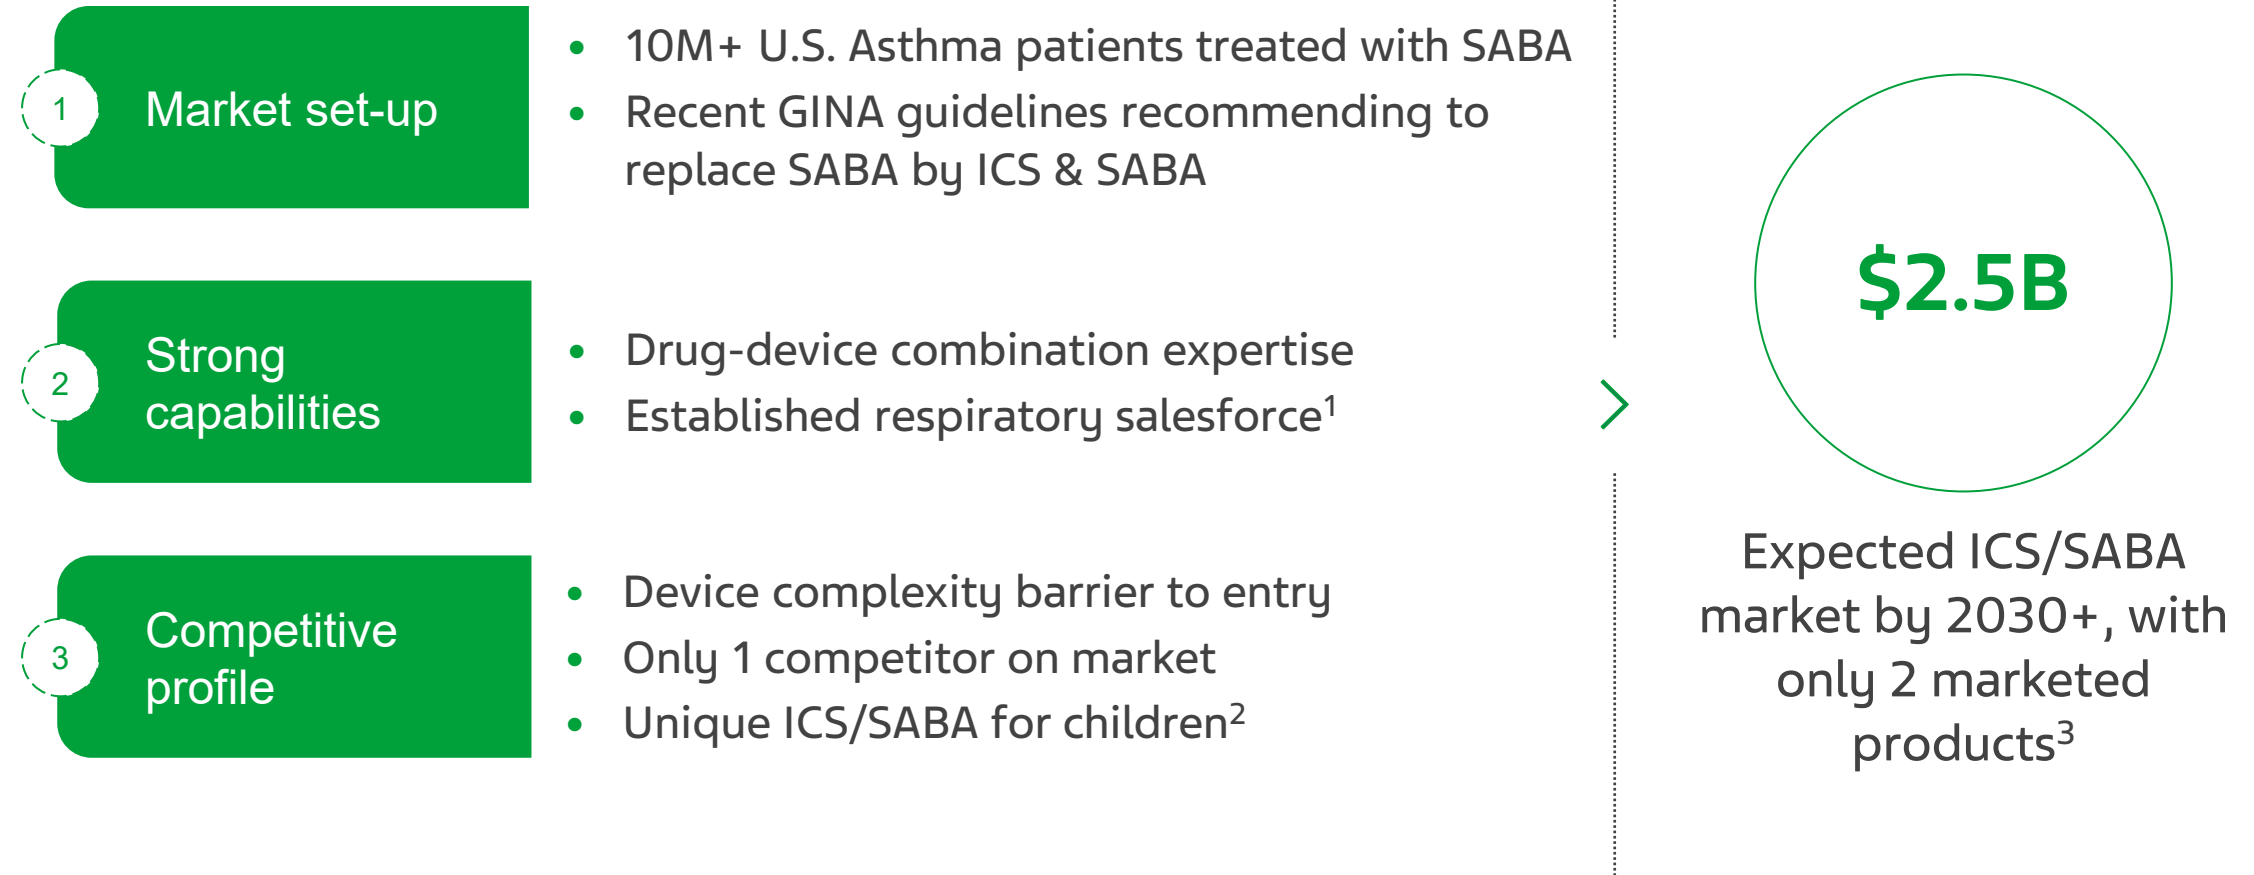 1
Market set-up
• 10M+ U.S. Asthma patients treated with SABA
• Recent GINA guidelines recommending to
replace SABA by ICS & SABA
2
Strong
capabilities
• Drug-device combination expertise
• Established respiratory salesforce¹
3
Competitive
profile
• Device complexity barrier to entry
• Only 1 competitor on market
• Unique ICS/SABA for children²
$2.5B
Expected ICS/SABA
market by 2030+, with
only 2 marketed
products³